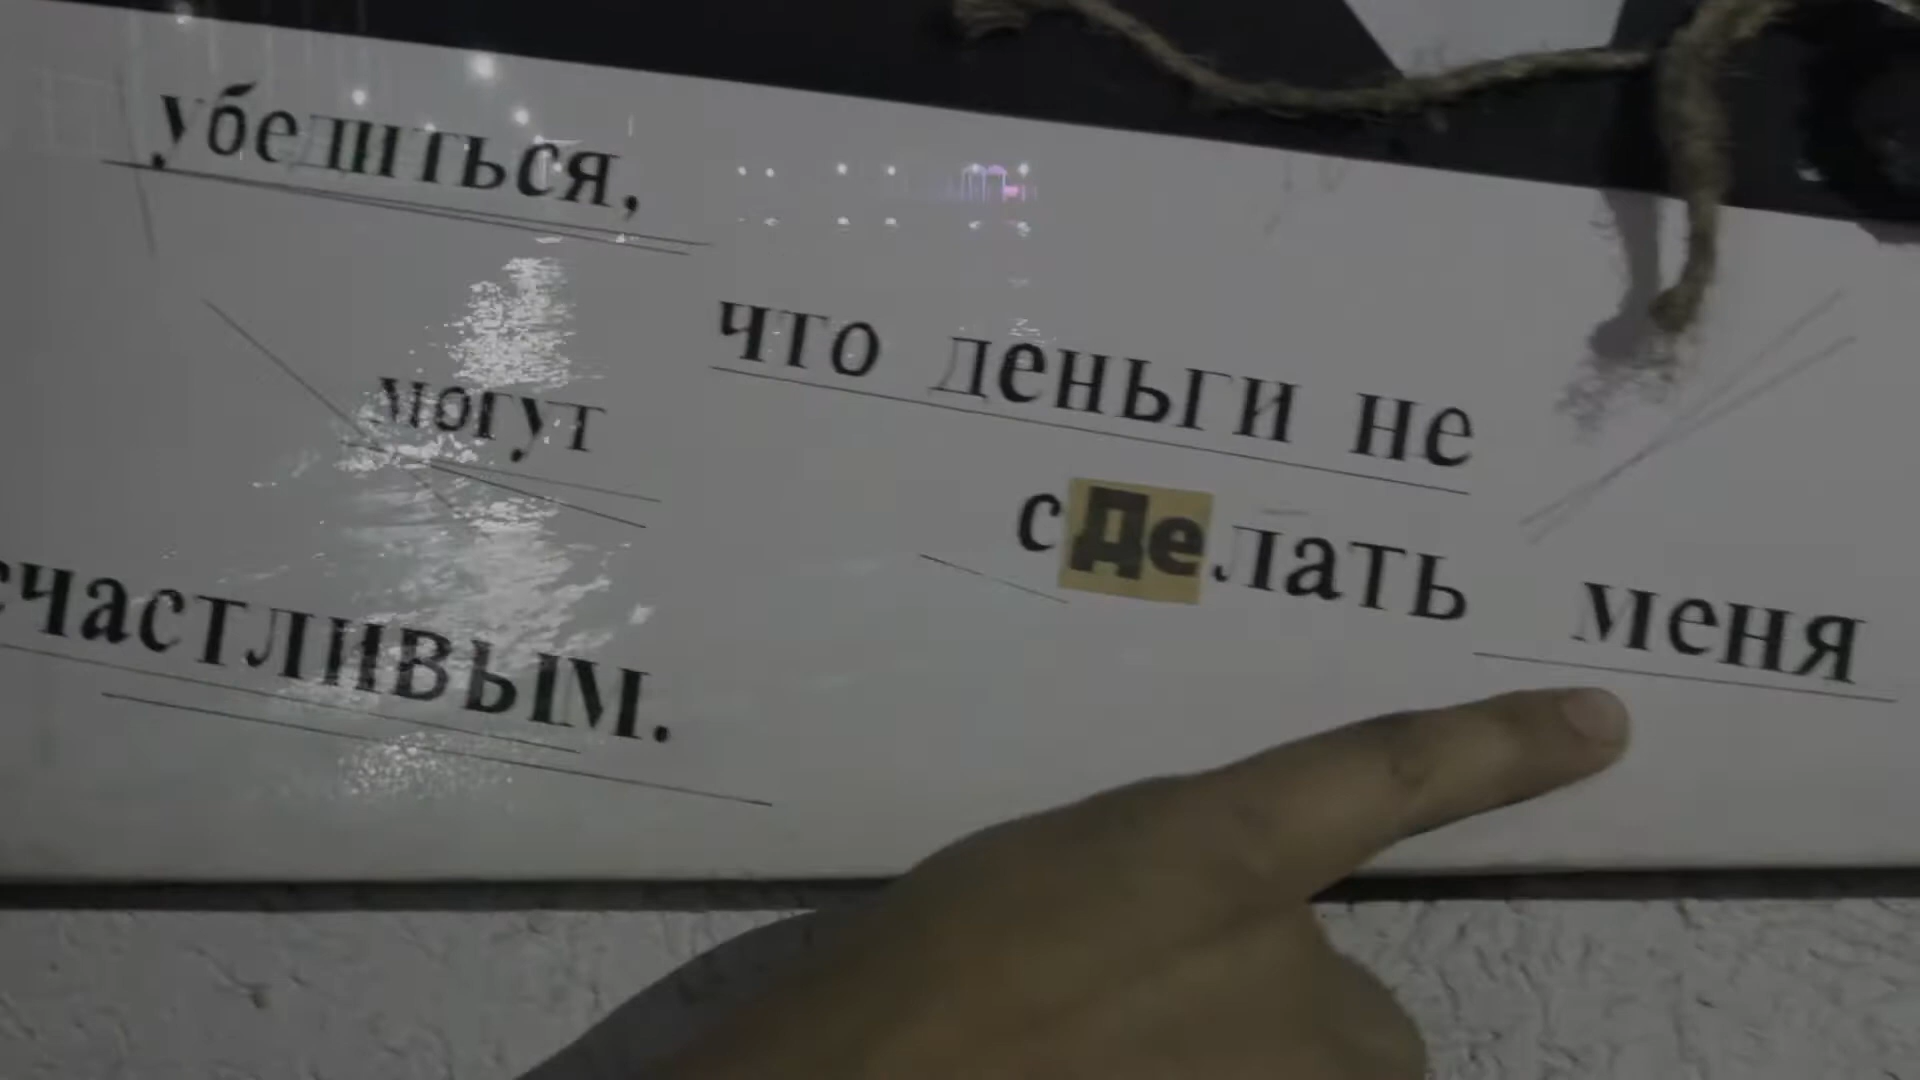 убедиться,
что деньги не
могут
сделать меня
счастливым.